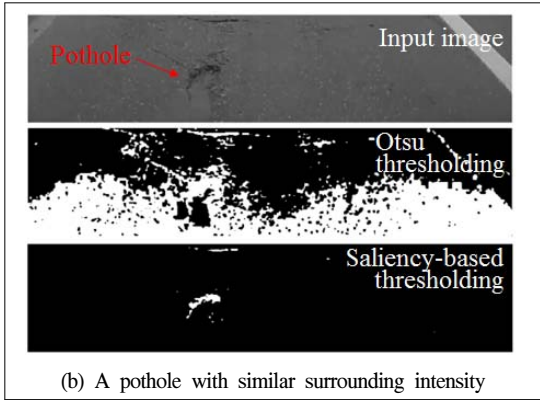 Input image
Pothole
Otsu
thresholding
Saliency-based
thresholding
(b) A pothole with similar surrounding intensity